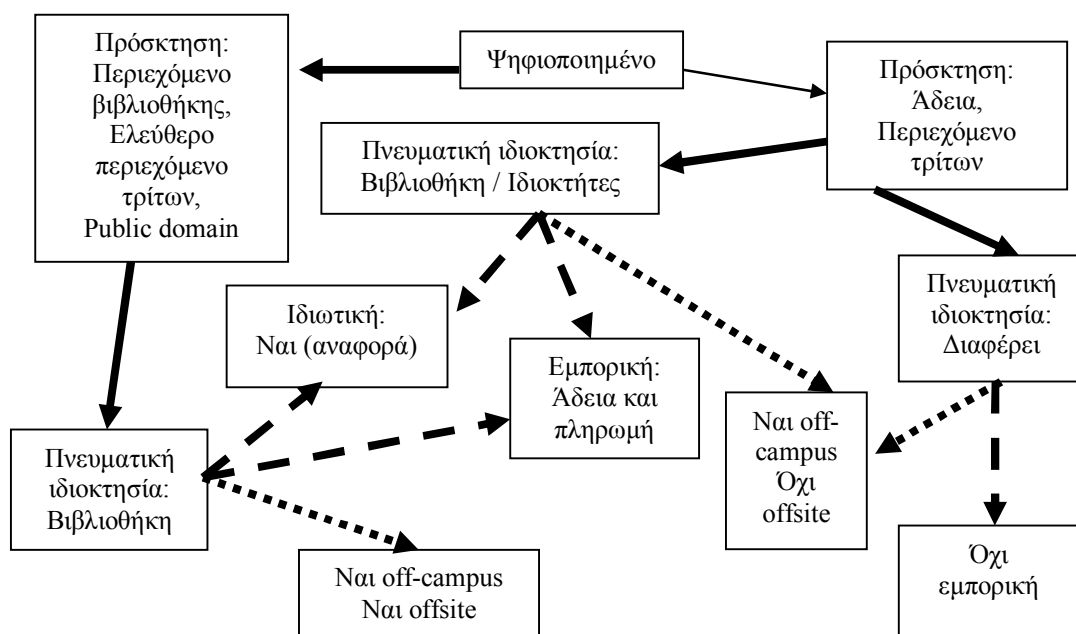 Πρόσκτηση:
Περιεχόμενο
βιβλιοθήκης,
Ελεύθερο
περιεχόμενο
τρίτων,
Public domain
Ψηφιοποιημένο
Πρόσκτηση:
Άδεια,
Περιεχόμενο
τρίτων
Πνευματική ιδιοκτησία:
Βιβλιοθήκη / Ιδιοκτήτες
Πνευματική
ιδιοκτησία:
Διαφέρει
Ιδιωτική:
Ναι (αναφορά)
Εμπορική:
Άδεια και
πληρωμή
Ναι off-
campus
Όχι
offsite
Πνευματική
ιδιοκτησία:
Βιβλιοθήκη
Ναι off-campus
Ναι offsite
Όχι
εμπορική